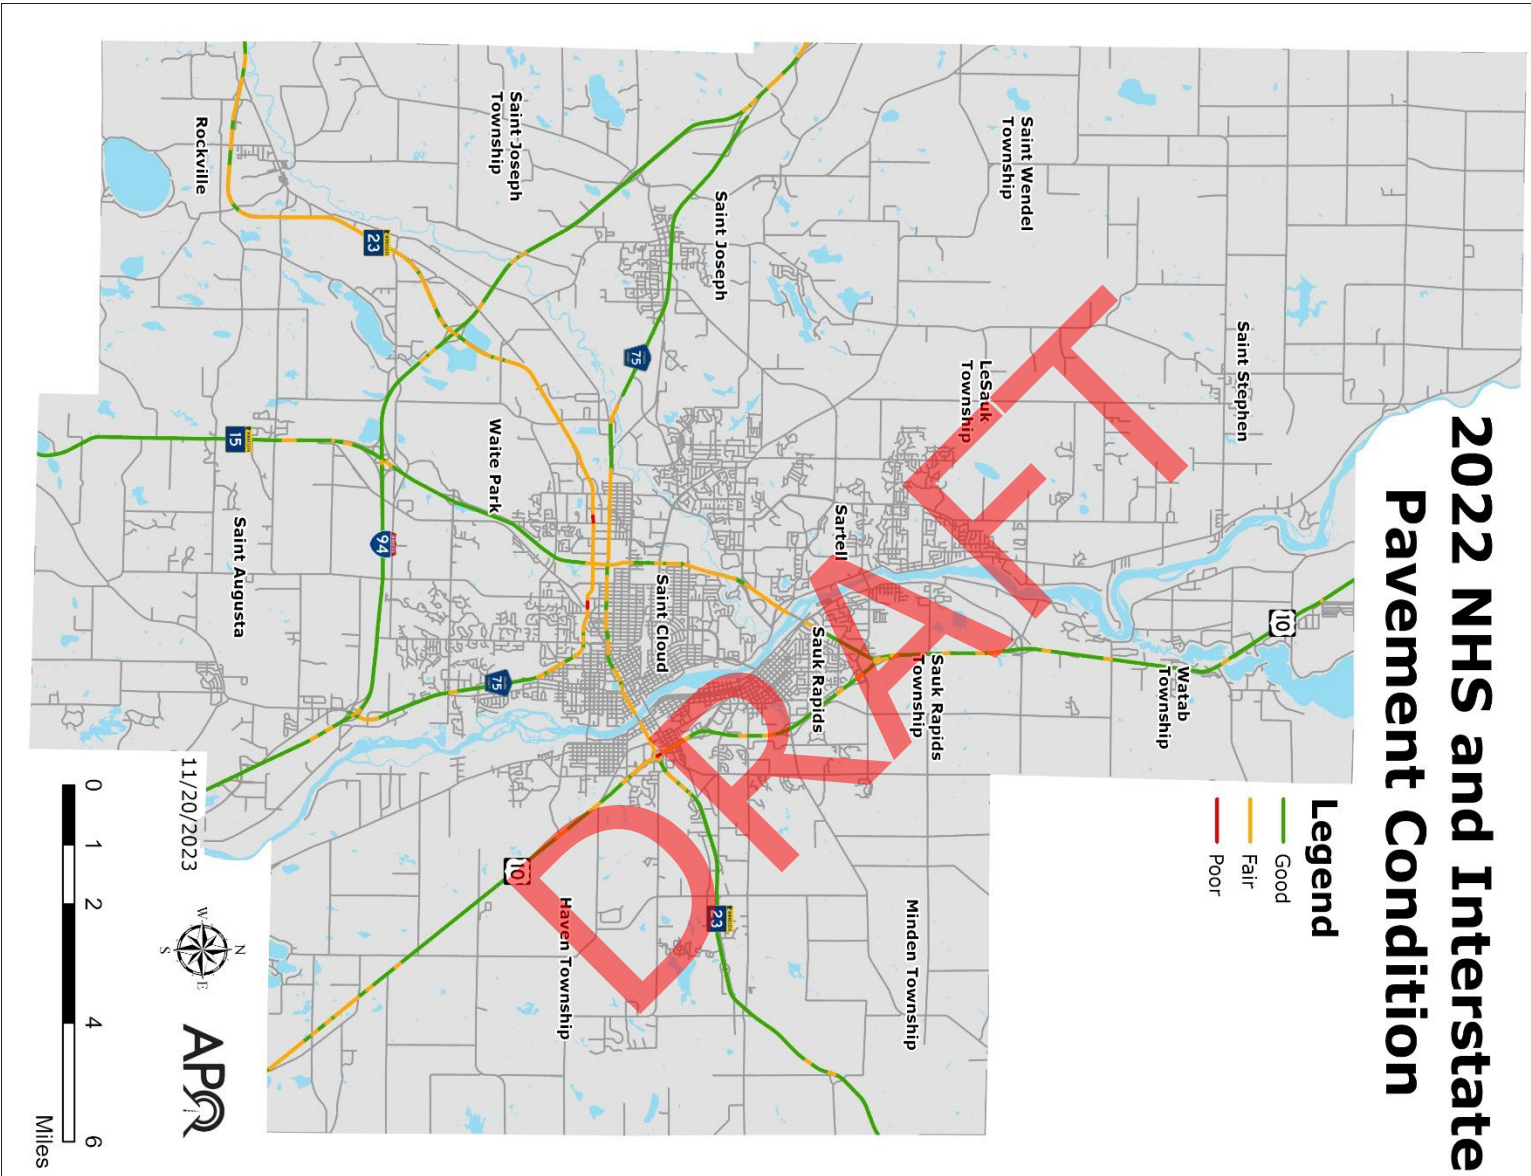 2022 NHS and Interstate
Pavement Condition
Legend
Good
Fair
Poor
Saint Stephen
Saint Wendel
Township
LeSauk
Township
Watab
Township
10
Sartell
Sauk Rapids
Township
Sauk Rapids
Minden Township
Saint Joseph
Saint Joseph
Township
75
Saint Cloud
Waite Park
23
Rockville
75
94
15
Saint Augusta
23
10
Haven Township
DRAFT
11/20/2023
N
W
E
S
APO
0
1
2
4
6
Miles